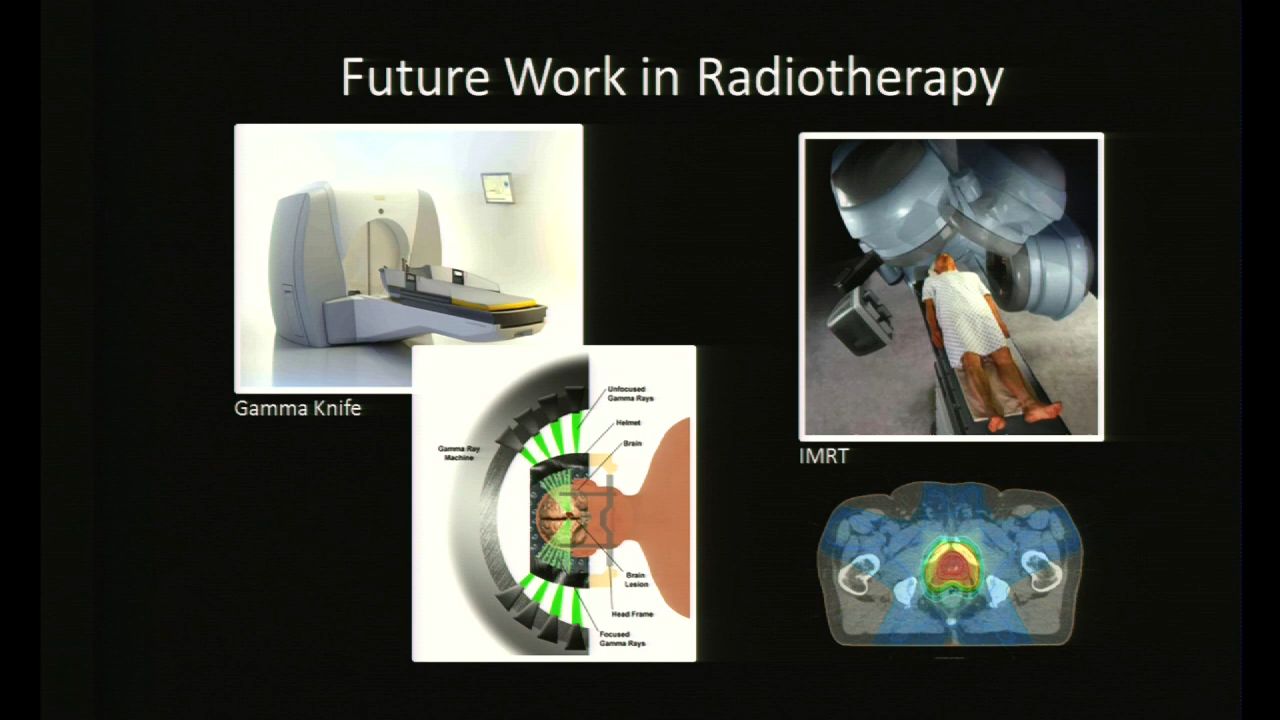 Future Work in Radiotherapy
Gamma Knife
Unfocused
Gamma Rays
Helmet
Brain
Gamma Ray
Machine
Brain
Lesion
Head Frame
Focused
Gamma Rays
IMRT